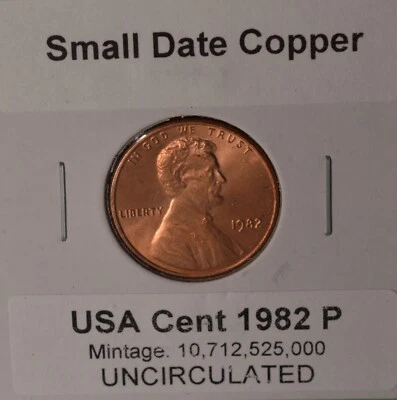 Small Date Copper
IN GOD WE TRUST
LIBERTY
1982
USA Cent 1982 P
Mintage: 10,712,525,000
UNCIRCULATED